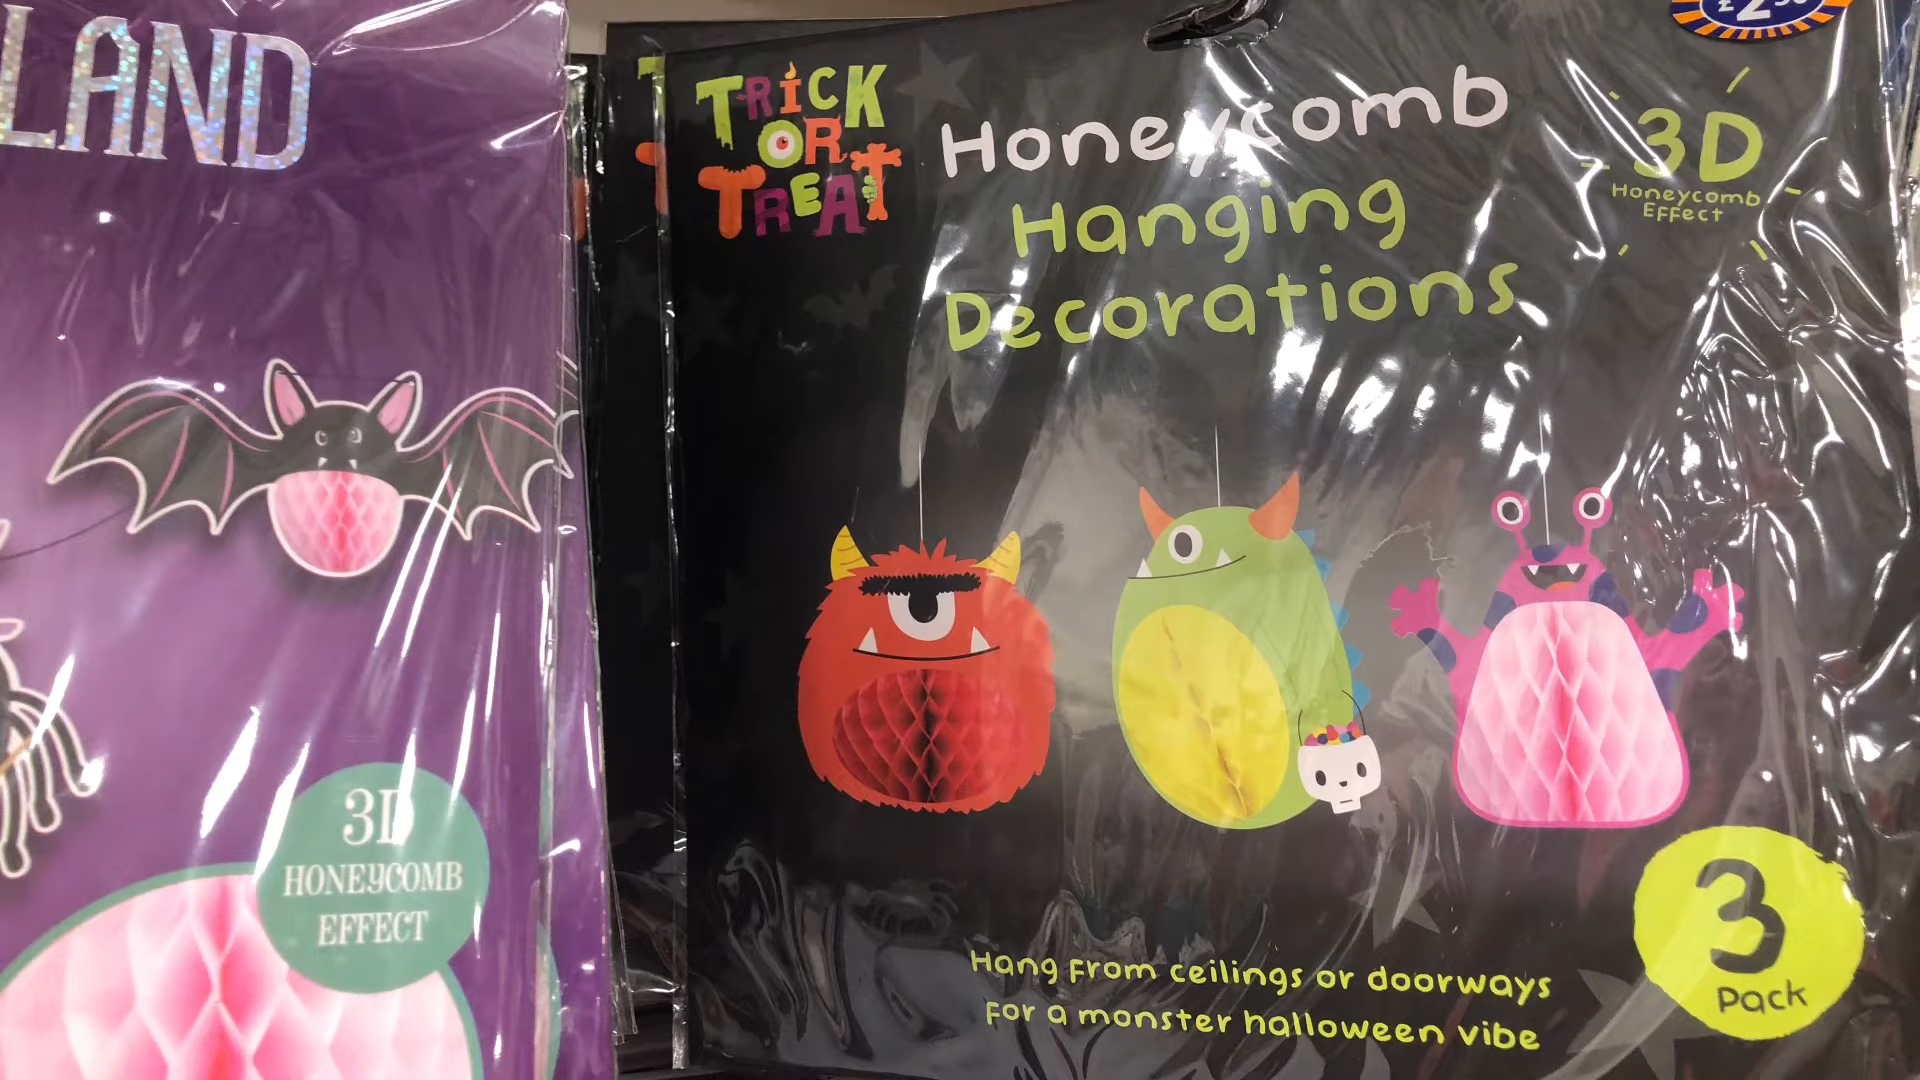 LAND
3D
HONEYCOMB
EFFECT
TRICK
OR
TREAT
Honeycomb
Hanging
Decorations
3D
Honeycomb
Effect
Hang from ceilings or doorways
for a monster halloween vibe
3
Pack